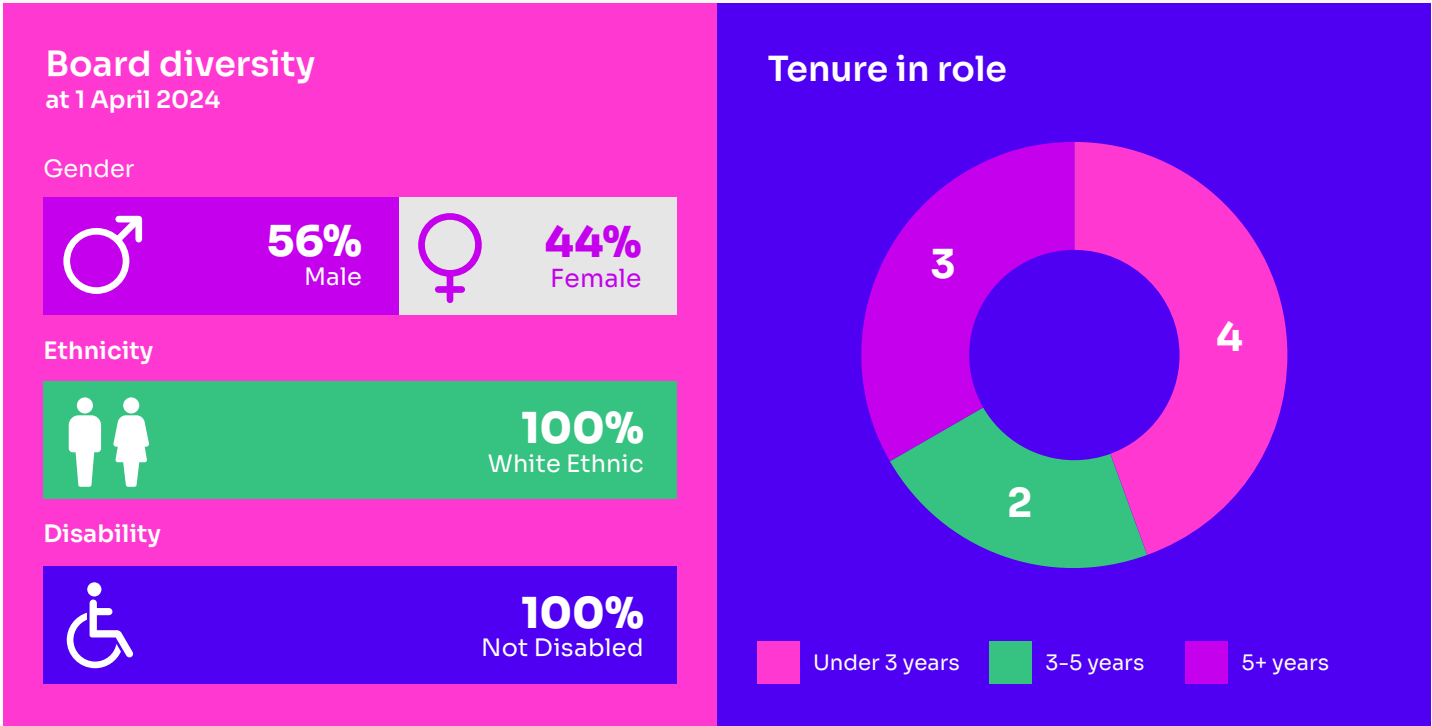 Board diversity
at 1 April 2024
Gender
56%
Male
44%
Female
Ethnicity
100%
White Ethnic
Disability
100%
Not Disabled
Tenure in role
3
4
2
Under 3 years
3-5 years
5+ years